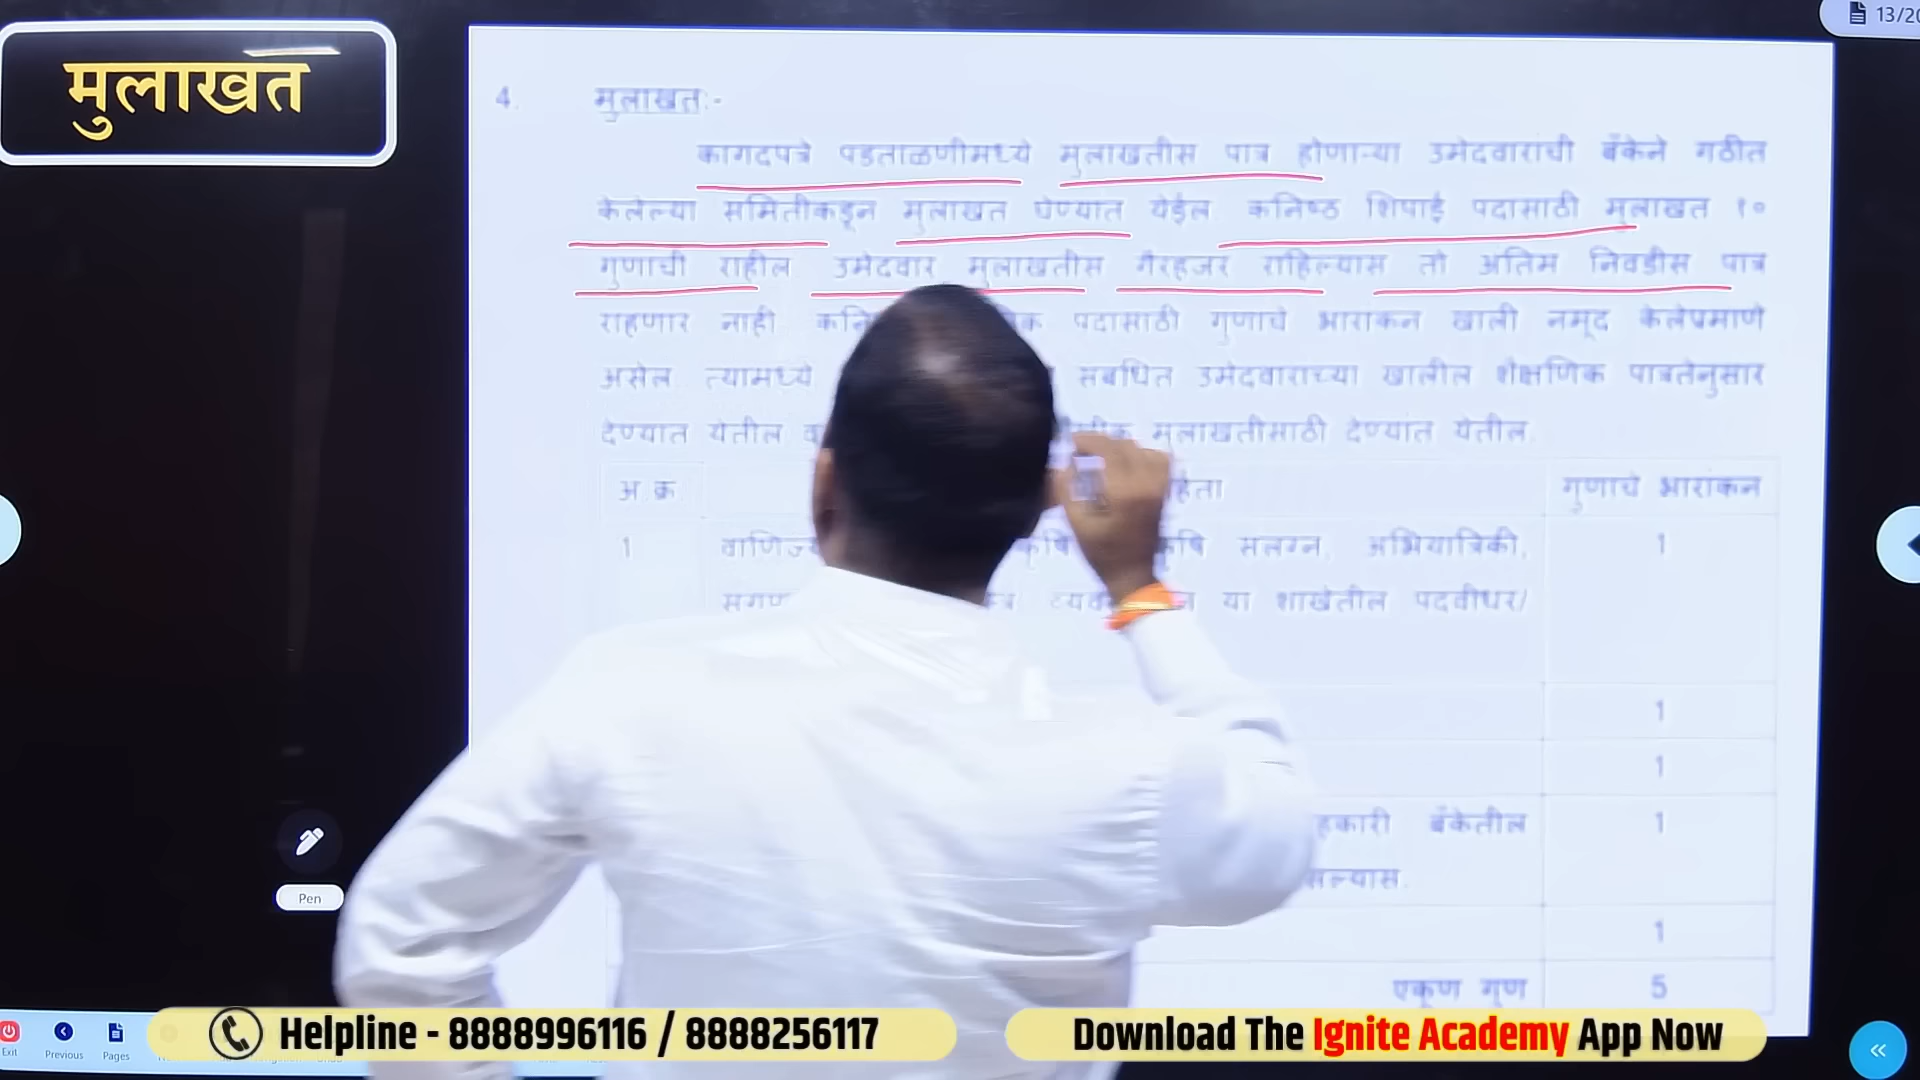 मुलाखत
13/20
4. मुलाखत:-
कागदपत्रे पडताळणीमध्ये मुलाखतीस पात्र होणाऱ्या उमेदवारांची बँकेने गठीत
केलेल्या समितीकडून मुलाखत घेण्यात येईल. कनिष्ठ शिपाई पदासाठी मुलाखत १०
गुणांची राहील. उमेदवार मुलाखतीस गैरहजर राहिल्यास तो अंतिम निवडीस पात्र
राहणार नाही. पदासाठी गुणांचे भारांकन खाली नमूद केलेप्रमाणे
असेल. त्यामध्ये संबंधित उमेदवाराच्या खालील शैक्षणिक पात्रतेनुसार
देण्यात येतील मुलाखतीसाठी देण्यात येतील.
अ.क्र. गुणांचे भारांकन
1 कृषि संलग्न, अभियांत्रिकी, 1
या शाखेतील पदवीधर/
1
1
बँकेतील 1
1
एकूण गुण 5
Pen
Exit Previous Pages
Helpline - 8888996116 / 8888256117
Download The Ignite Academy App Now